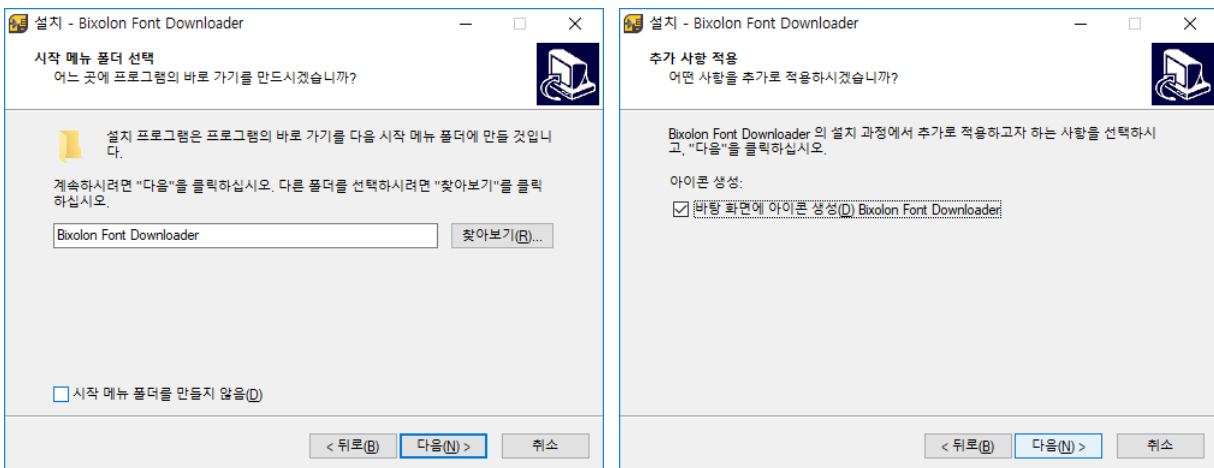 설치 - Bixolon Font Downloader
시작 메뉴 폴더 선택
어느 곳에 프로그램의 바로 가기를 만드시겠습니까?
설치 프로그램은 프로그램의 바로 가기를 다음 시작 메뉴 폴더에 만들 것입니
다.
계속하시려면 "다음"을 클릭하십시오. 다른 폴더를 선택하시려면 "찾아보기"를 클릭
하십시오.
Bixolon Font Downloader
찾아보기(R)...
시작 메뉴 폴더를 만들지 않음(D)
< 뒤로(B) 다음(N) > 취소
설치 - Bixolon Font Downloader
추가 사항 적용
어떤 사항을 추가로 적용하시겠습니까?
Bixolon Font Downloader 의 설치 과정에서 추가로 적용하고자 하는 사항을 선택하시
고, "다음"을 클릭하십시오.
아이콘 생성:
바탕 화면에 아이콘 생성(D) Bixolon Font Downloader
< 뒤로(B) 다음(N) > 취소